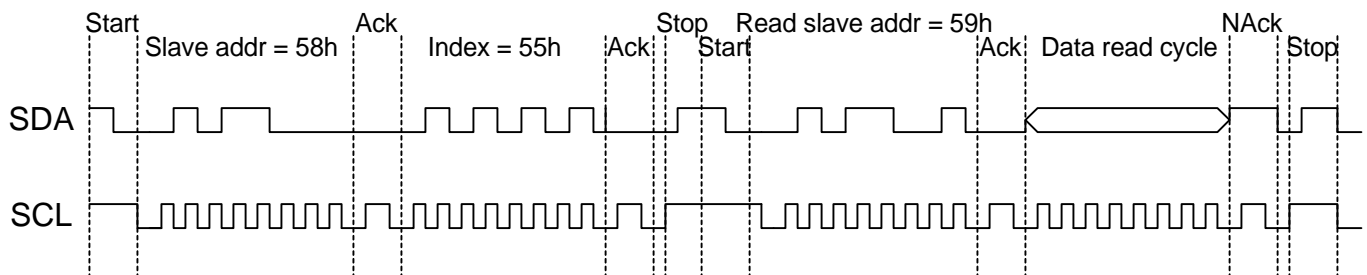 Start Ack Stop Read slave addr = 59h NAck
Slave addr = 58h Index = 55h Ack Start Ack Data read cycle Stop
SDA
SCL